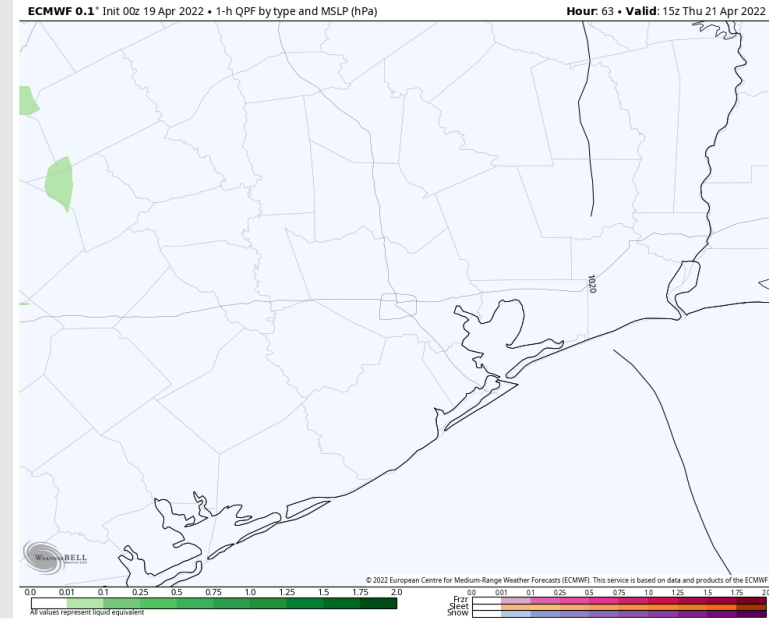 ECMWF 0.1° Init 00z 19 Apr 2022 • 1-h QPF by type and MSLP (hPa)
Hour: 63 • Valid: 15z Thu 21 Apr 2022
1020
WEATHERBELL
© 2022 European Centre for Medium-Range Weather Forecasts (ECMWF). This service is based on data and products of the ECMWF.
0.0 0.01 0.1 0.25 0.5 0.75 1.0 1.25 1.5 1.75 2.0
All values represent liquid equivalent
0.0 .001 0.1 0.25 0.5 0.75 1.0 1.25 1.5 1.75 2.0
Frzr
Sleet
Snow